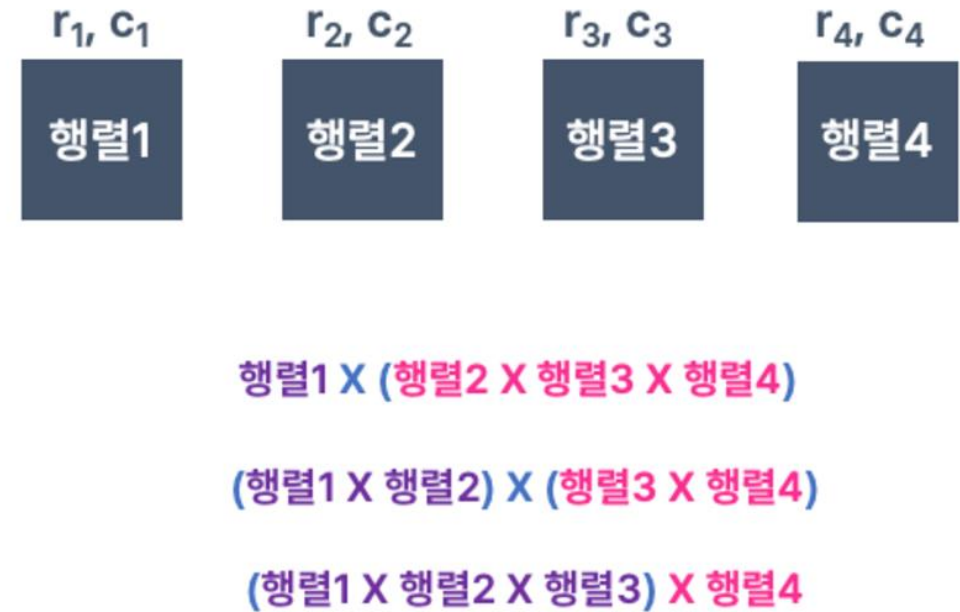 r₁, c₁ r₂, c₂ r₃, c₃ r₄, c₄
행렬1 행렬2 행렬3 행렬4
행렬1 X (행렬2 X 행렬3 X 행렬4)
(행렬1 X 행렬2) X (행렬3 X 행렬4)
(행렬1 X 행렬2 X 행렬3) X 행렬4